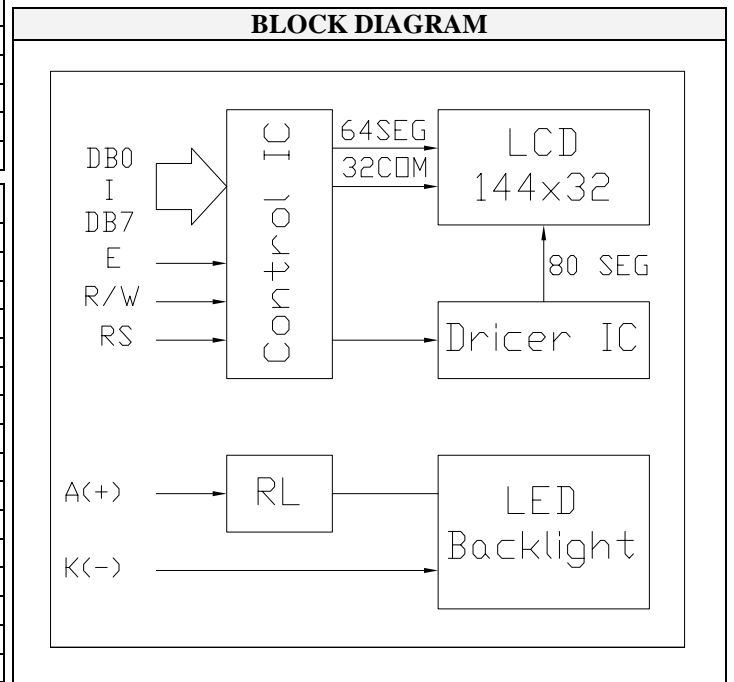 BLOCK DIAGRAM
DB0
I
DB7
E
R/W
RS
Control IC
64SEG
32COM
LCD
144x32
80 SEG
Dricer IC
A(+)
K(-)
RL
LED
Backlight